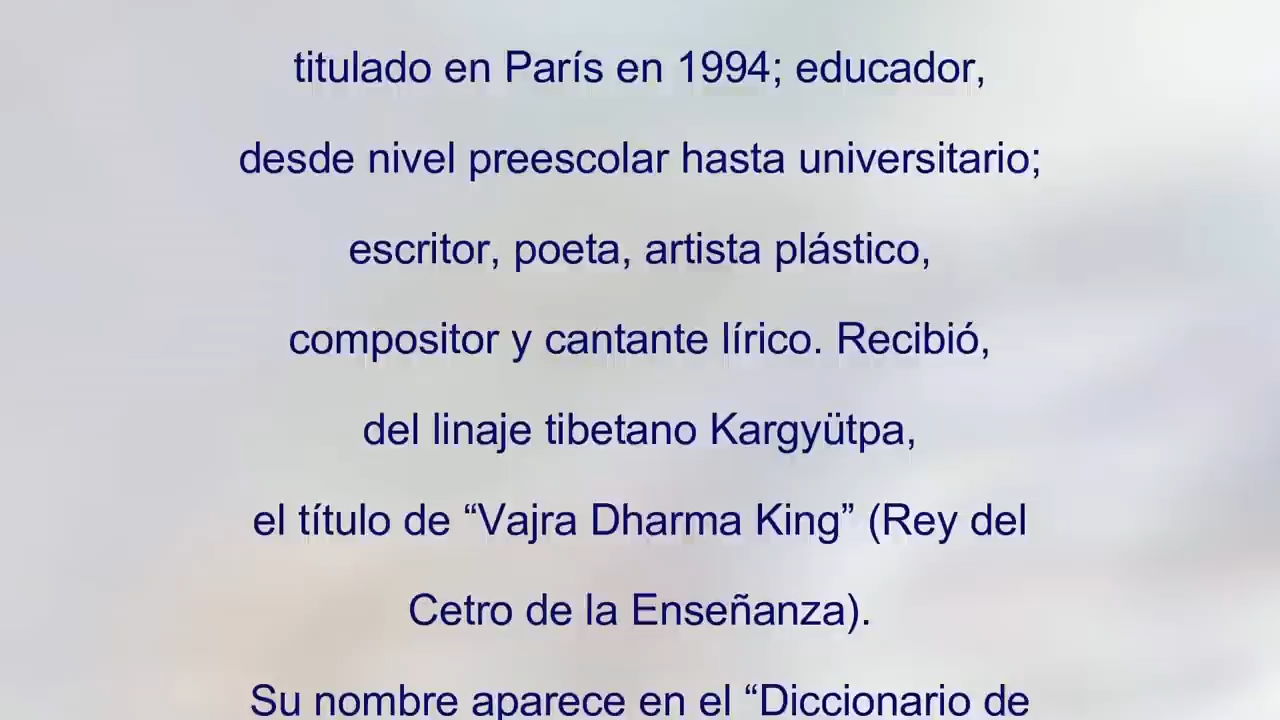 titulado en París en 1994; educador,
desde nivel preescolar hasta universitario;
escritor, poeta, artista plástico,
compositor y cantante lírico. Recibió,
del linaje tibetano Kargyütpa,
el título de “Vajra Dharma King” (Rey del
Cetro de la Enseñanza).
Su nombre aparece en el “Diccionario de